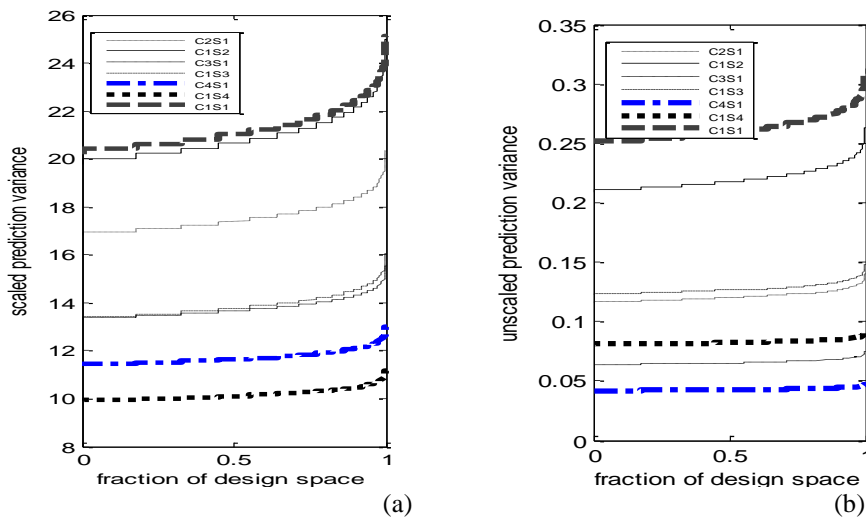 26
24
22
20
18
16
14
12
10
8
0
0.5
1
scaled prediction variance
fraction of design space
C2S1
C1S2
C3S1
C1S3
C4S1
C1S4
C1S1
(a)
0.35
0.3
0.25
0.2
0.15
0.1
0.05
0
0
0.5
1
unscaled prediction variance
fraction of design space
C2S1
C1S2
C3S1
C1S3
C4S1
C1S4
C1S1
(b)